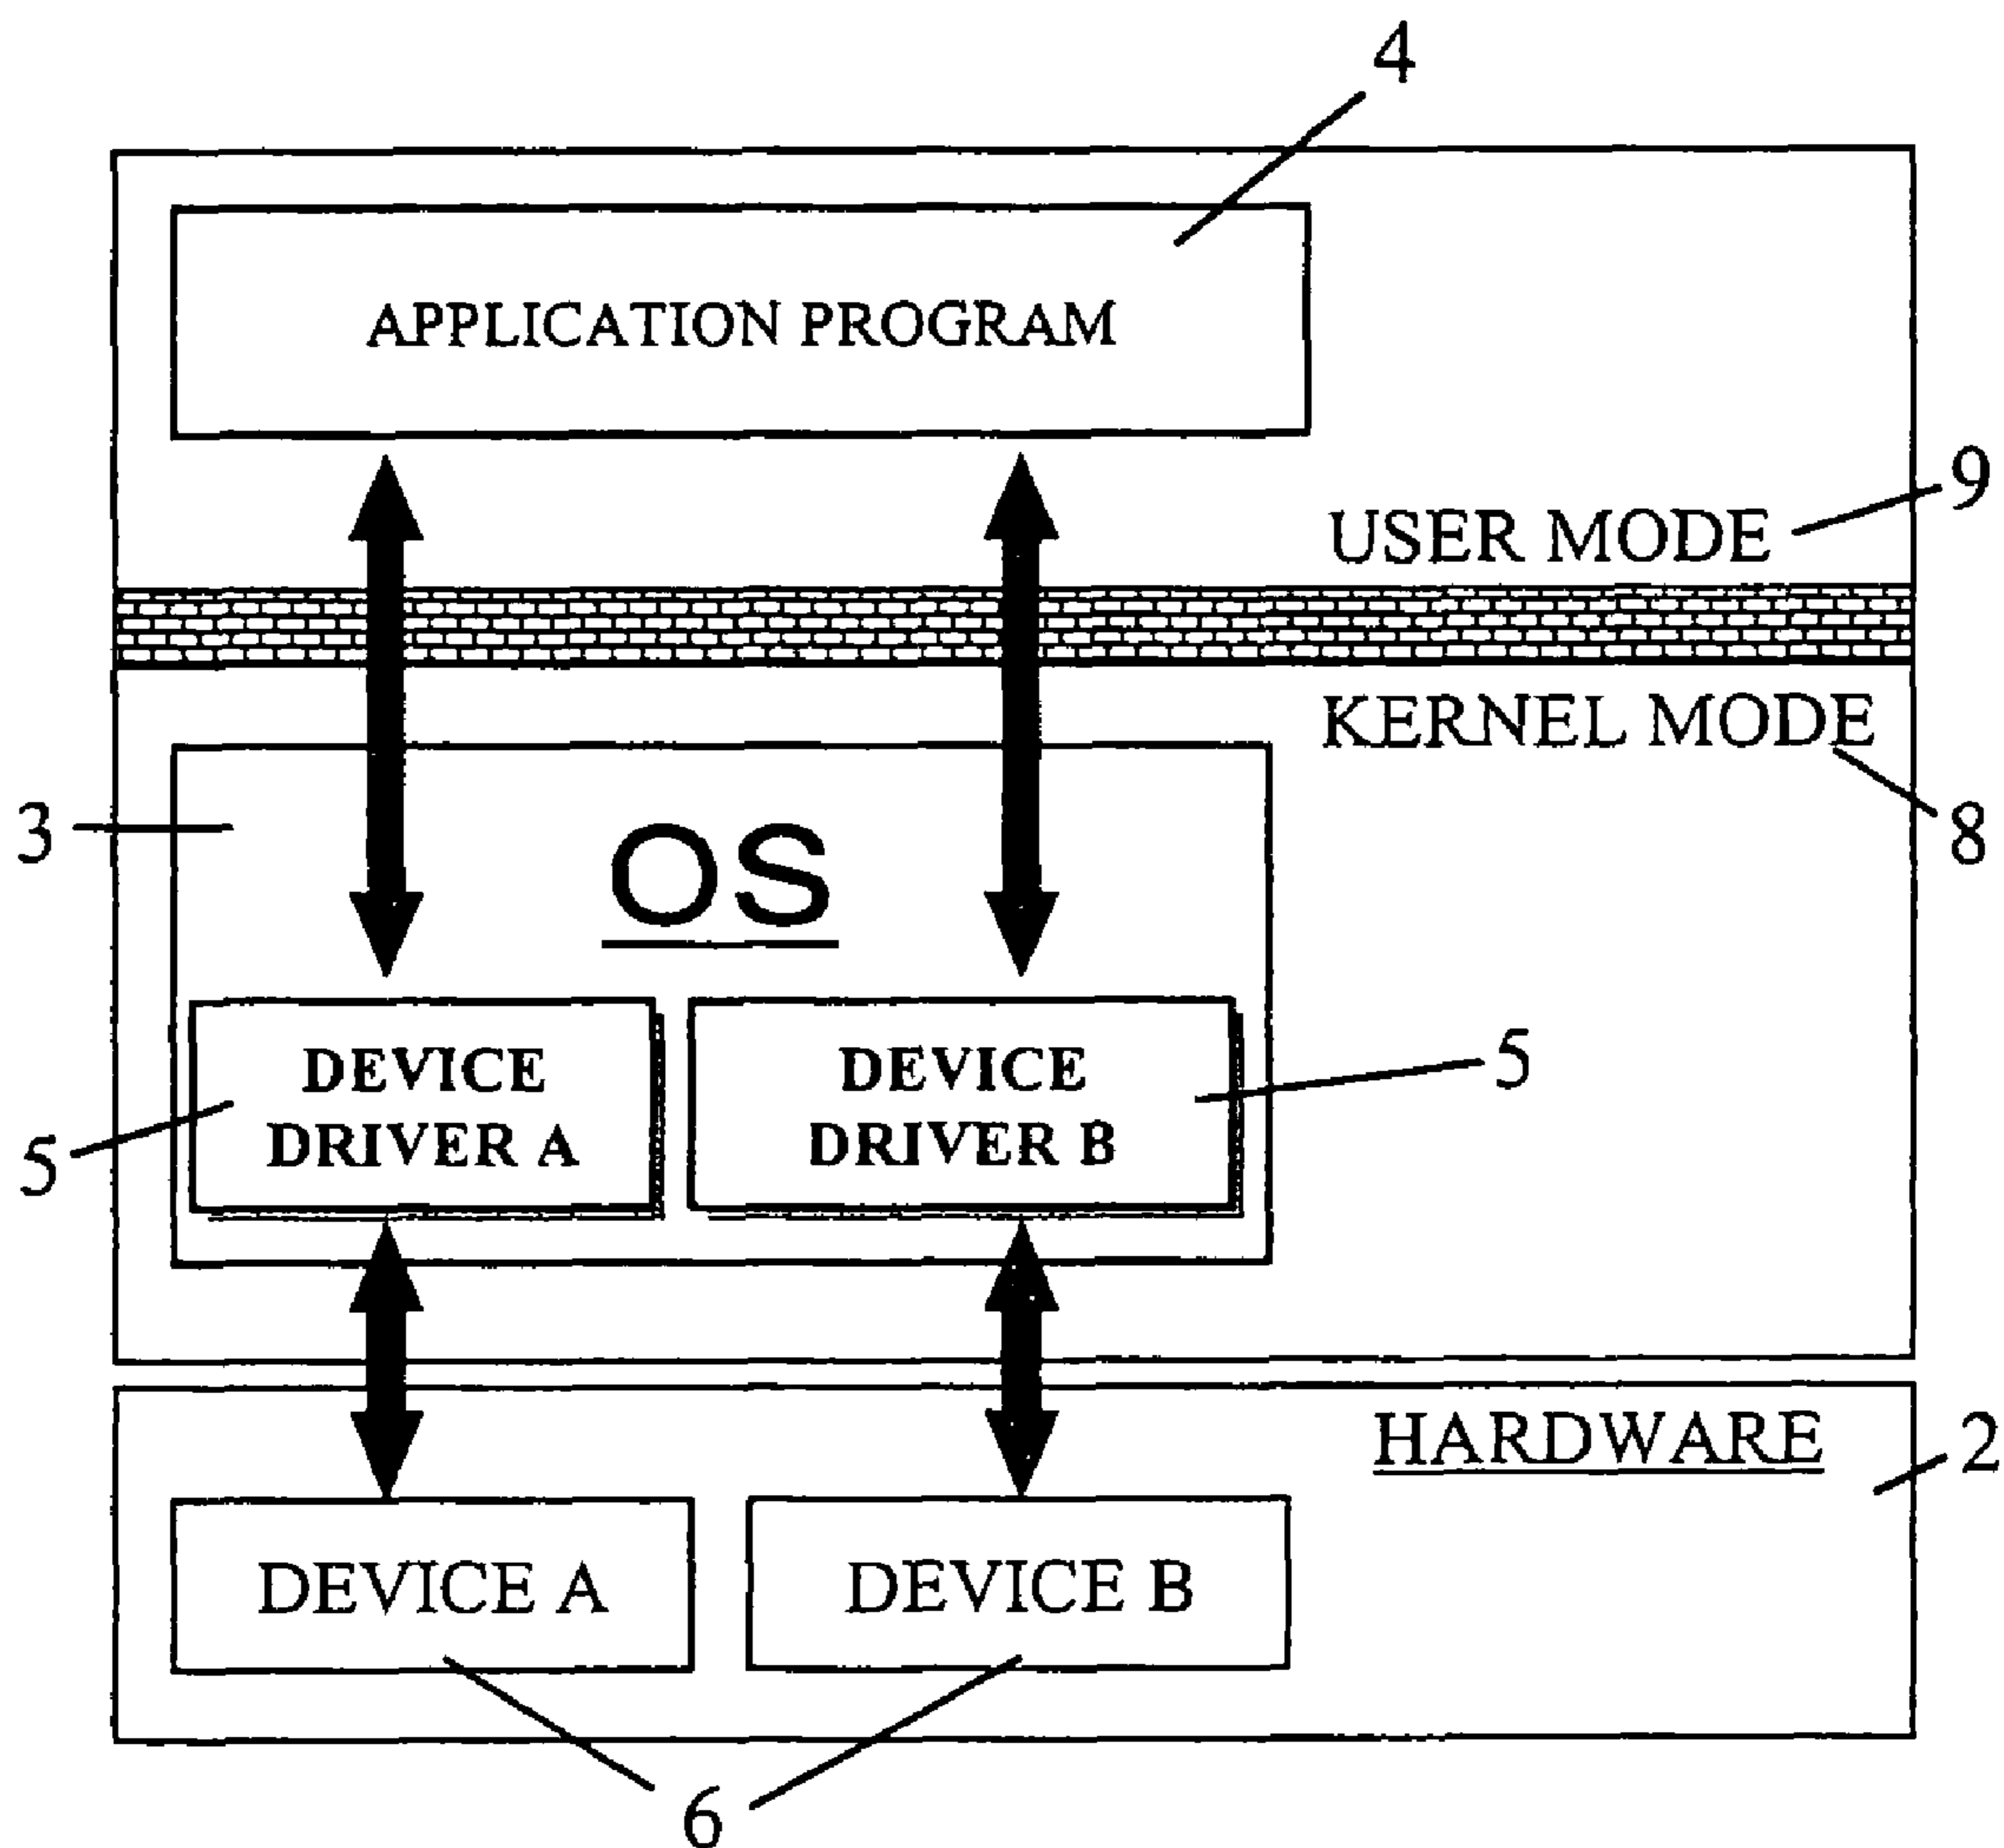 4
APPLICATION PROGRAM
9
USER MODE
KERNEL MODE
8
3
OS
DEVICE
DRIVER A
DEVICE
DRIVER B
5
5
HARDWARE
2
DEVICE A
DEVICE B
6